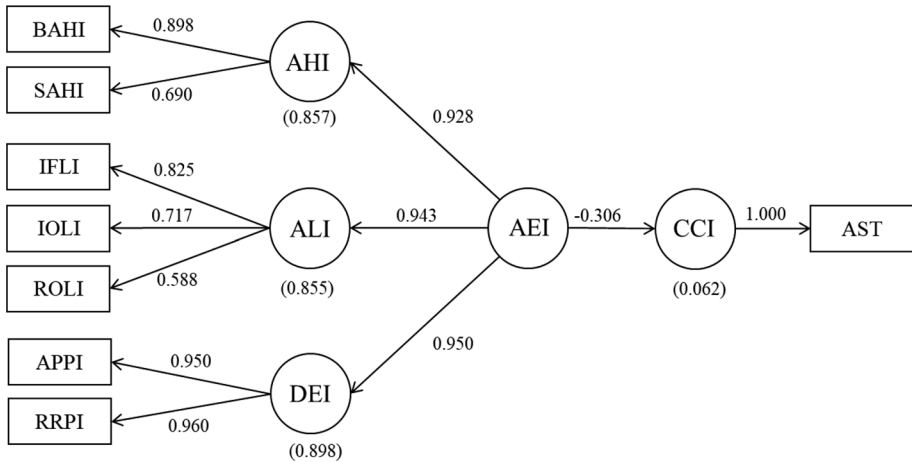 BAHI
0.898
AHI
SAHI
0.690
(0.857)
0.928
IFLI
0.825
IOLI
0.717
ALI
0.943
AEI
-0.306
CCI
1.000
AST
ROLI
0.588
(0.855)
(0.062)
APPI
0.950
0.950
DEI
RRPI
0.960
(0.898)